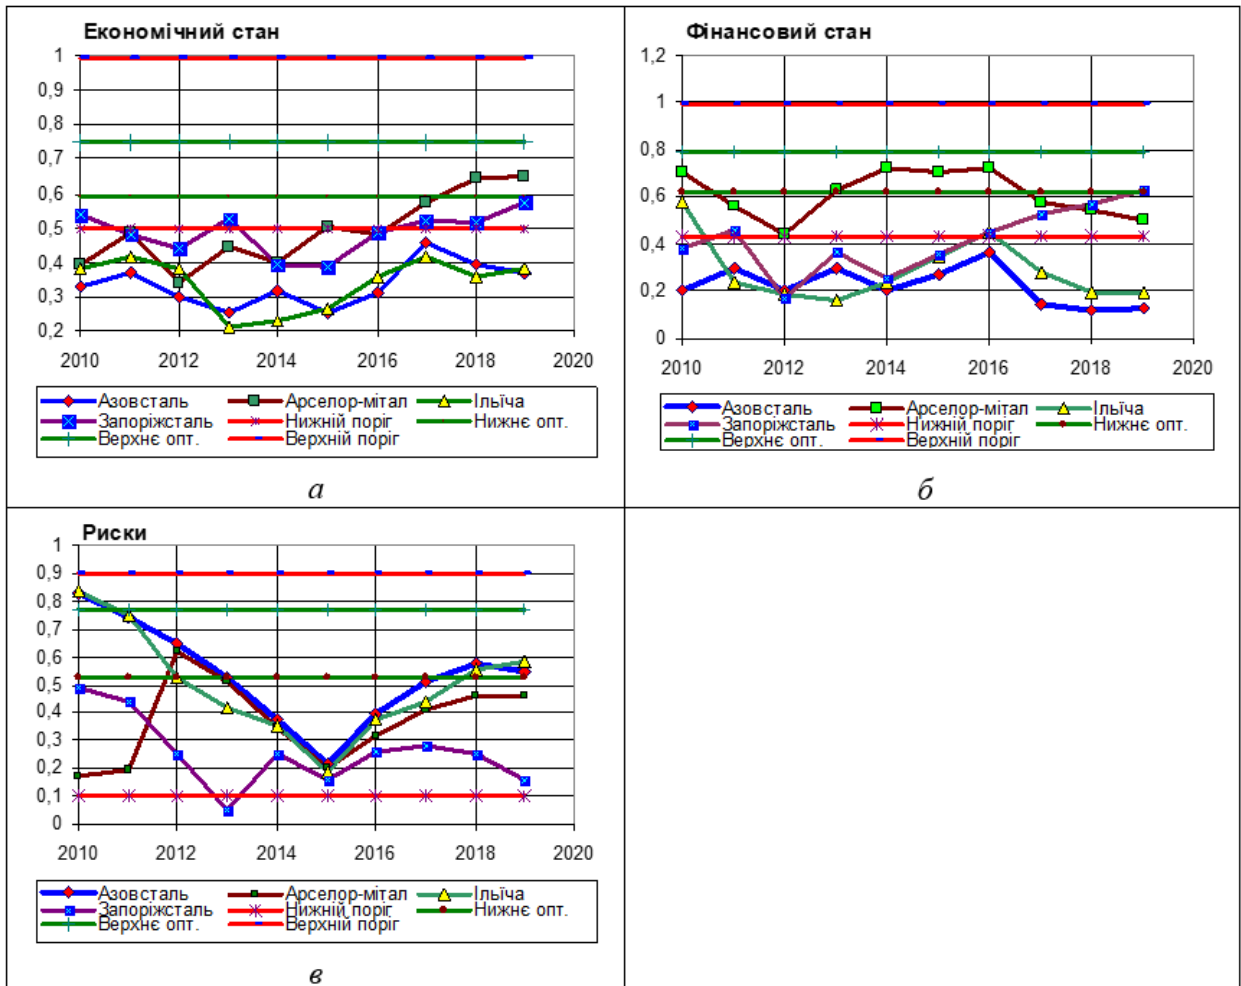 Економічний стан
1
0,9
0,8
0,7
0,6
0,5
0,4
0,3
0,2
2010 2012 2014 2016 2018 2020
Азовсталь Арселор-мітал Ільіча
Запоріжсталь Нижній поріг Нижнє опт.
Верхнє опт. Верхній поріг
а
Фінансовий стан
1,2
1
0,8
0,6
0,4
0,2
0
2010 2012 2014 2016 2018 2020
Азовсталь Арселор-мітал Ільїча
Запоріжсталь Нижній поріг Нижнє опт.
Верхнє опт. Верхній поріг
б
Риски
1
0,9
0,8
0,7
0,6
0,5
0,4
0,3
0,2
0,1
0
2010 2012 2014 2016 2018 2020
Азовсталь Арселор-мітал Ільїча
Запоріжсталь Нижній поріг Нижнє опт.
Верхнє опт. Верхній поріг
в